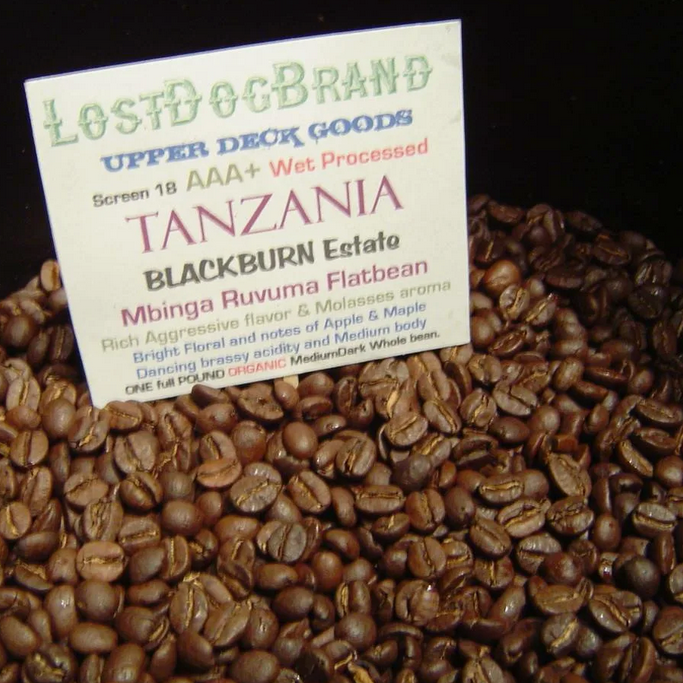 LostDogBrand
UPPER DECK GOODS
Screen 18 AAA+ Wet Processed
TANZANIA
BLACKBURN Estate
Mbinga Ruvuma Flatbean
Rich Aggressive flavor & Molasses aroma
Bright Floral and notes of Apple & Maple
Dancing brassy acidity and Medium body
ONE full POUND ORGANIC MediumDark Whole bean.